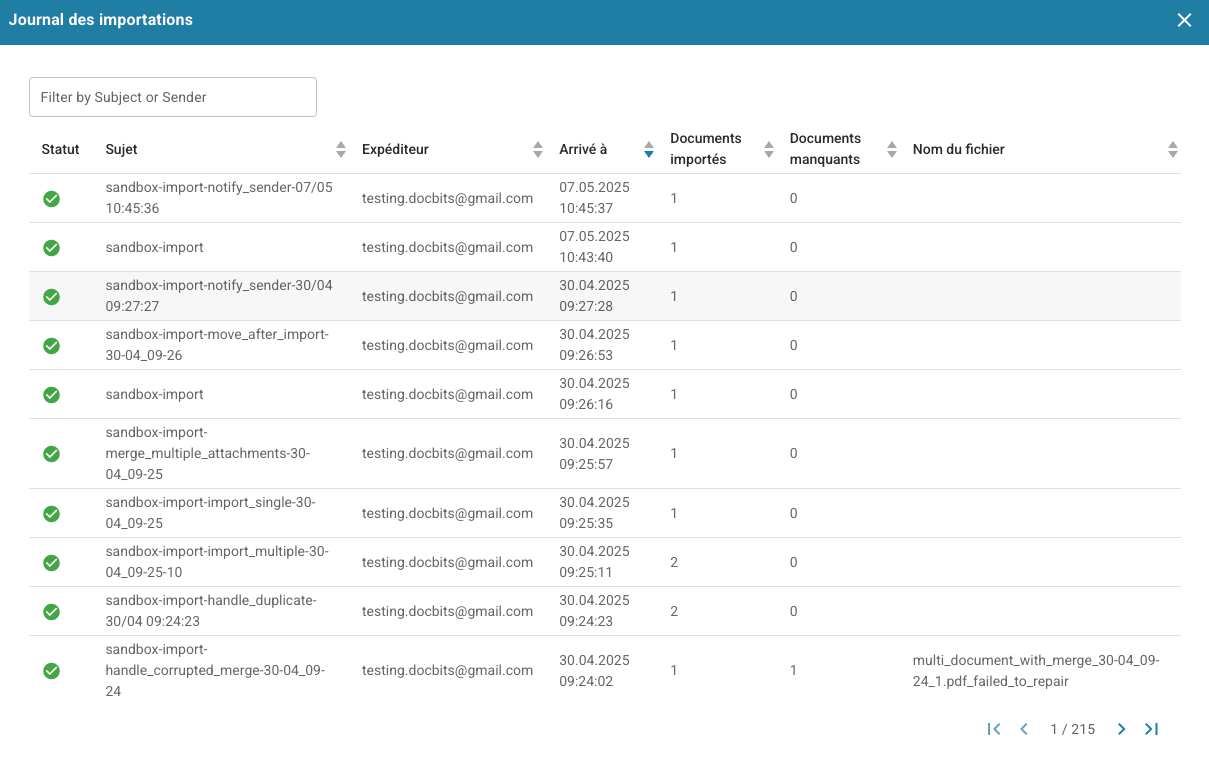 Journal des importations
Filter by Subject or Sender
Statut Sujet Expéditeur Arrivé à Documents importés Documents manquants Nom du fichier
sandbox-import-notify_sender-07/05 10:45:36 testing.docbits@gmail.com 07.05.2025 10:45:37 1 0
sandbox-import testing.docbits@gmail.com 07.05.2025 10:43:40 1 0
sandbox-import-notify_sender-30/04 09:27:27 testing.docbits@gmail.com 30.04.2025 09:27:28 1 0
sandbox-import-move_after_import-30-04_09-26 testing.docbits@gmail.com 30.04.2025 09:26:53 1 0
sandbox-import testing.docbits@gmail.com 30.04.2025 09:26:16 1 0
sandbox-import-merge_multiple_attachments-30-04_09-25 testing.docbits@gmail.com 30.04.2025 09:25:57 1 0
sandbox-import-import_single-30-04_09-25 testing.docbits@gmail.com 30.04.2025 09:25:35 1 0
sandbox-import-import_multiple-30-04_09-25-10 testing.docbits@gmail.com 30.04.2025 09:25:11 2 0
sandbox-import-handle_duplicate-30/04 09:24:23 testing.docbits@gmail.com 30.04.2025 09:24:23 2 0
sandbox-import-handle_corrupted_merge-30-04_09-24 testing.docbits@gmail.com 30.04.2025 09:24:02 1 1 multi_document_with_merge_30-04_09-24_1.pdf_failed_to_repair
1 / 215